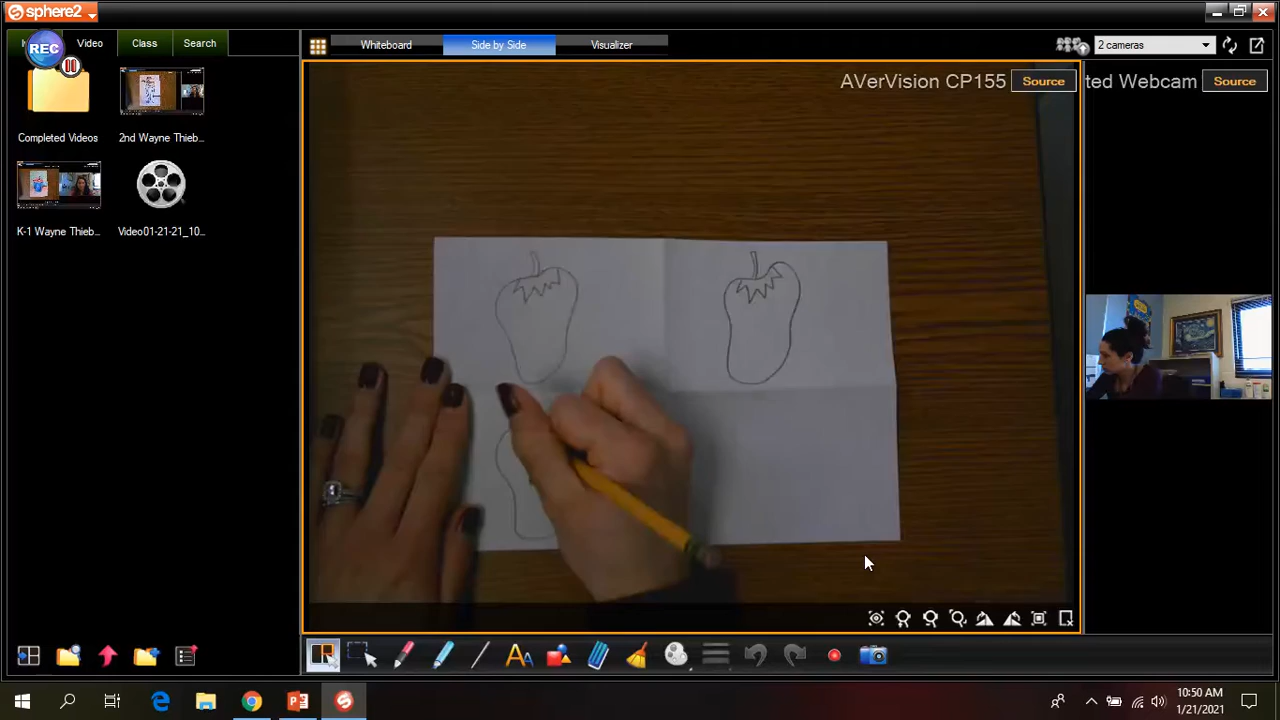 sphere2
REC
Video
Class
Search
Whiteboard
Side by Side
Visualizer
2 cameras
AVerVision CP155
Source
ted Webcam
Source
Completed Videos
2nd Wayne Thieb...
K-1 Wayne Thieb...
Video01-21-21_10...
10:50 AM
1/21/2021